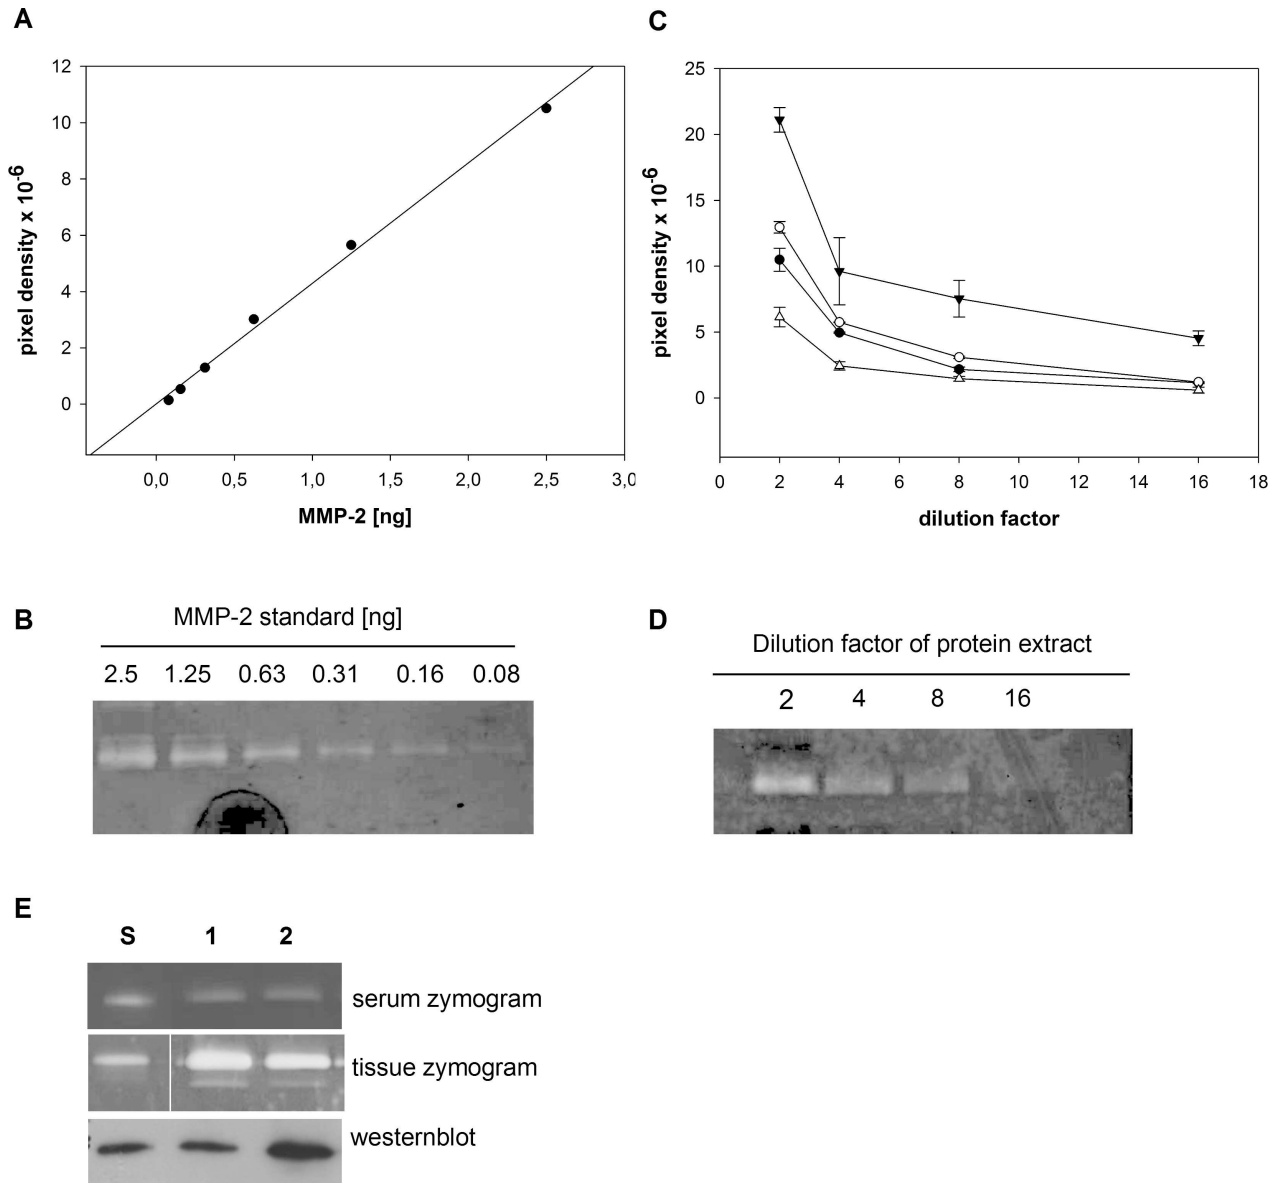 A
12
10
8
6
4
2
0
pixel density x 10-6
0,0 0,5 1,0 1,5 2,0 2,5 3,0
MMP-2 [ng]
C
25
20
15
10
5
0
pixel density x 10-6
0 2 4 6 8 10 12 14 16 18
dilution factor
B
MMP-2 standard [ng]
2.5 1.25 0.63 0.31 0.16 0.08
D
Dilution factor of protein extract
2 4 8 16
E
S 1 2
serum zymogram
tissue zymogram
westernblot